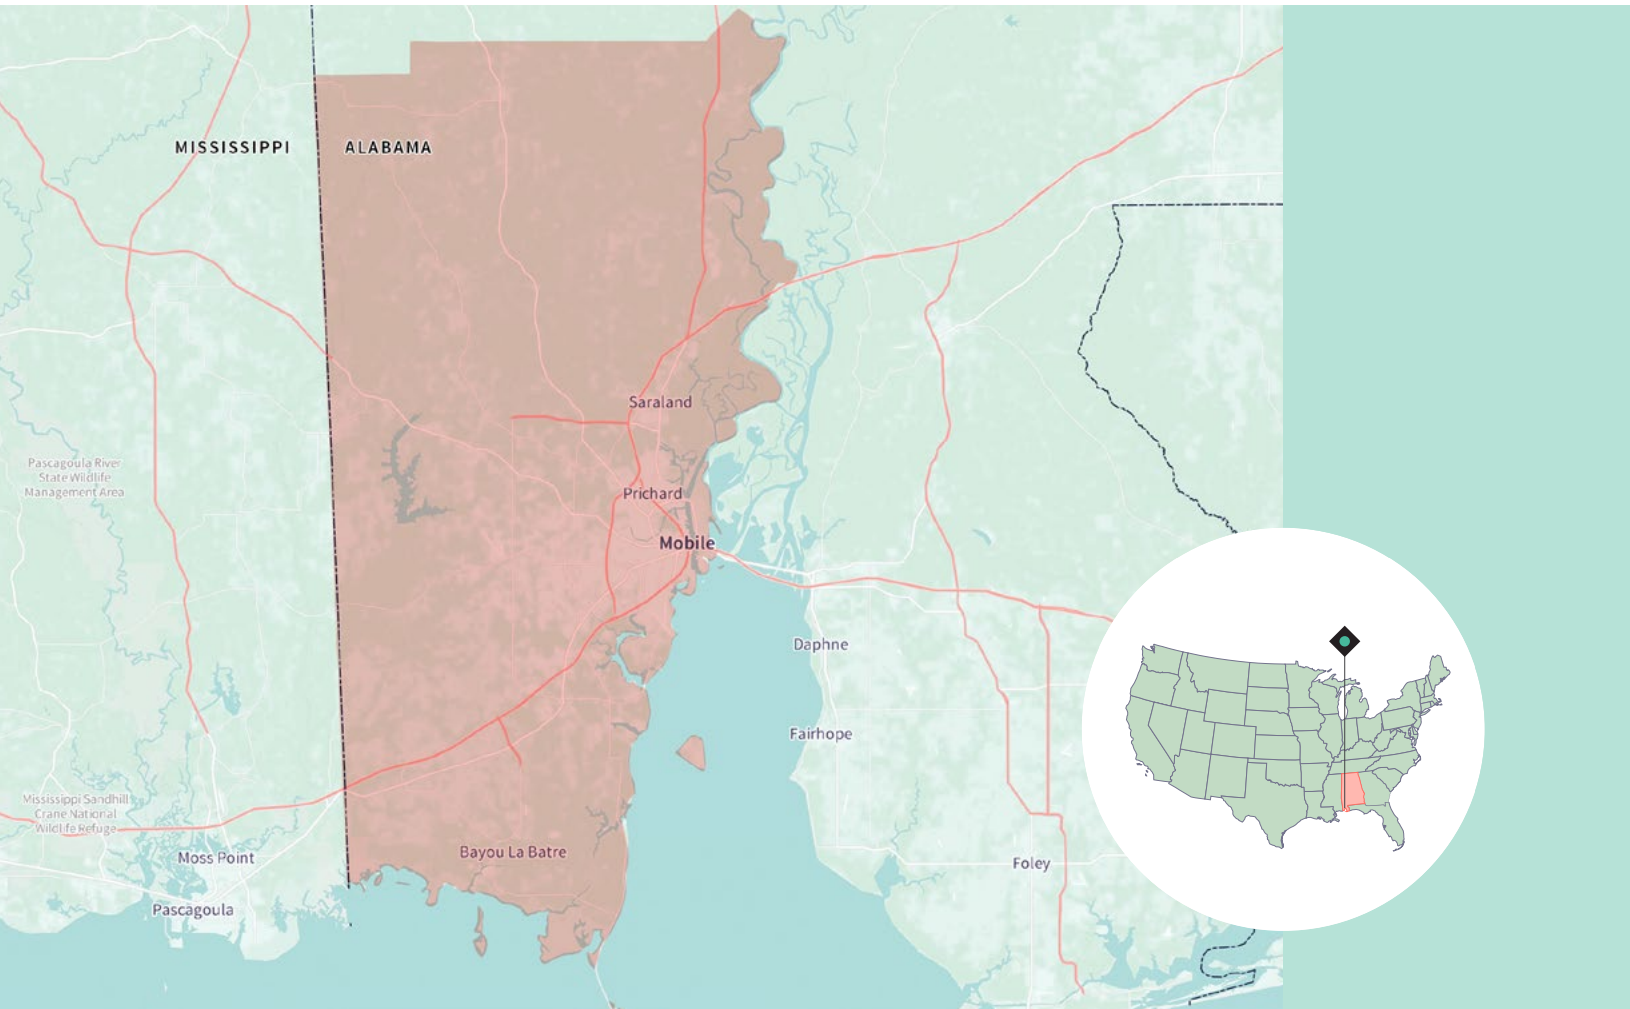 MISSISSIPPI
ALABAMA
Saraland
Pascagoula River
State Wildlife
Management Area
Prichard
Mobile
Daphne
Fairhope
Mississippi Sandhill
Crane National
Wildlife Refuge
Moss Point
Bayou La Batre
Foley
Pascagoula